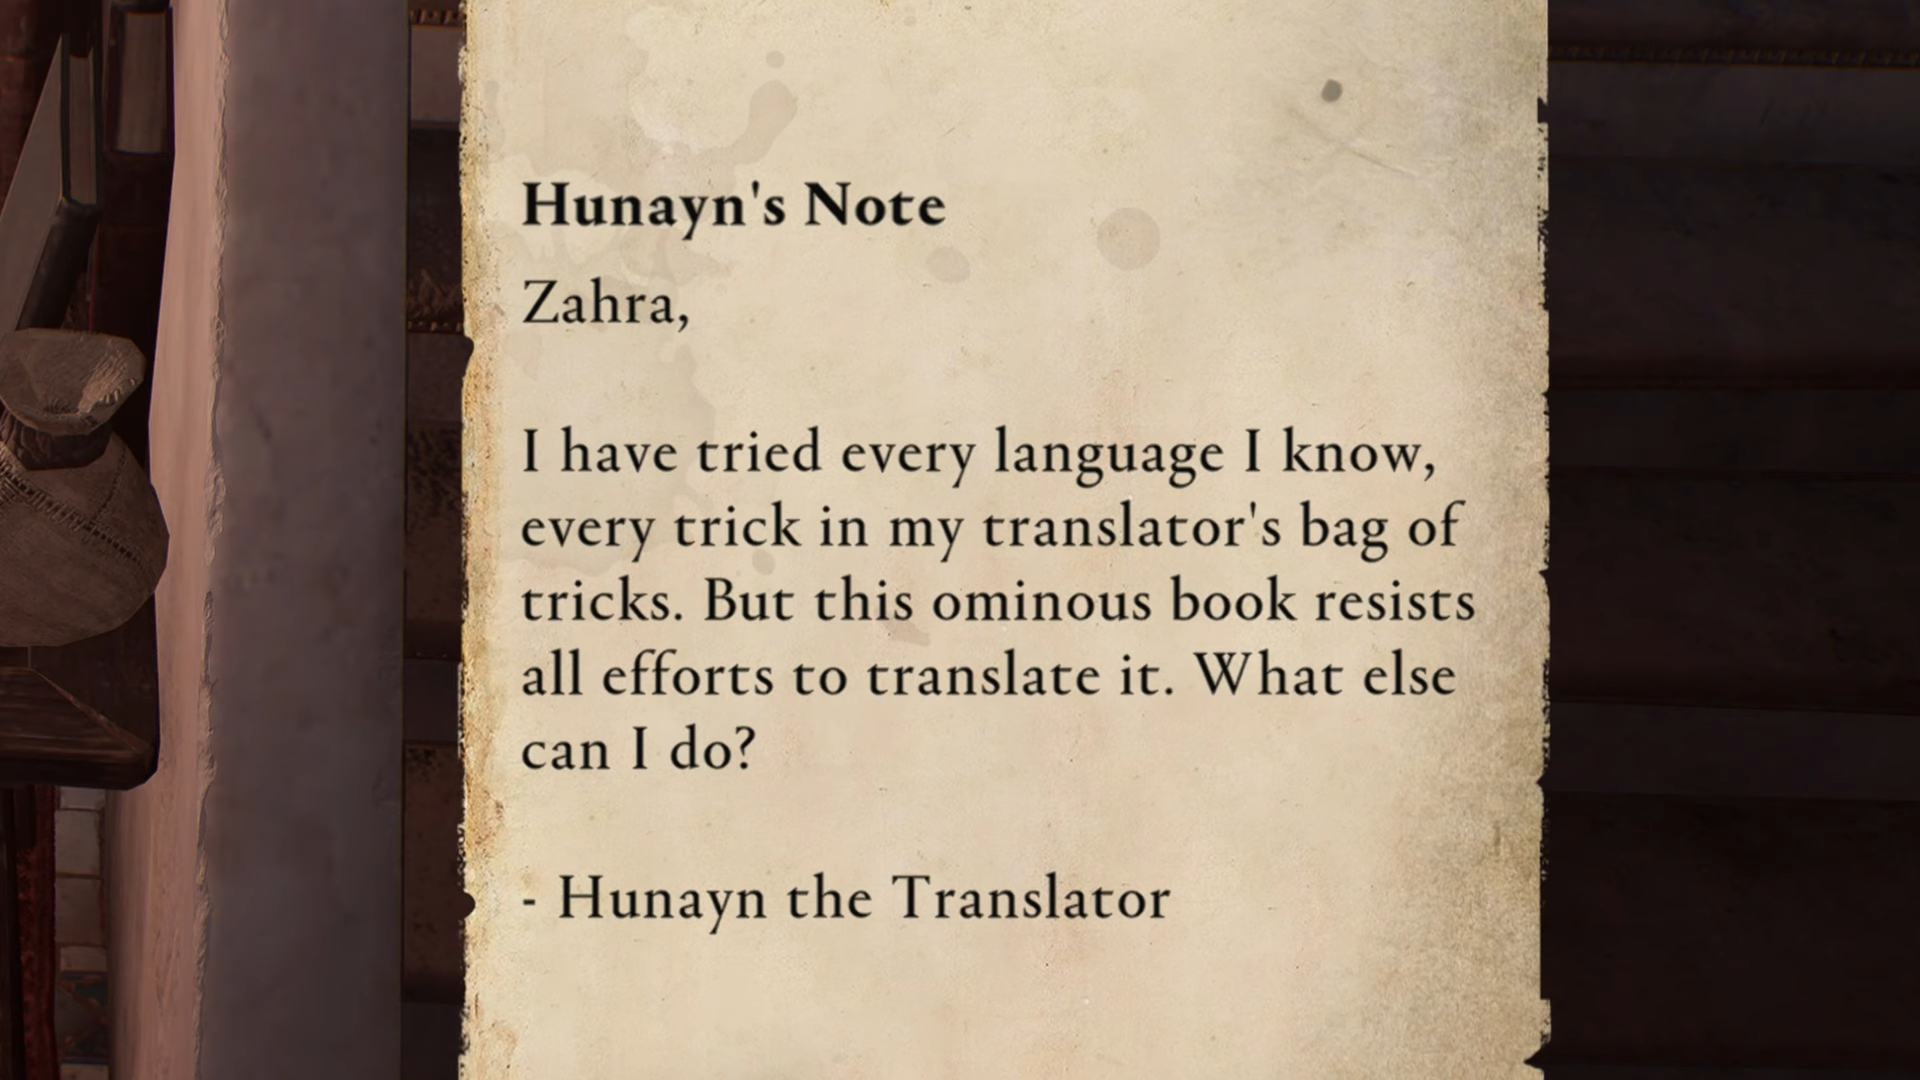 Hunayn's Note
Zahra,
I have tried every language I know,
every trick in my translator's bag of
tricks. But this ominous book resists
all efforts to translate it. What else
can I do?
- Hunayn the Translator